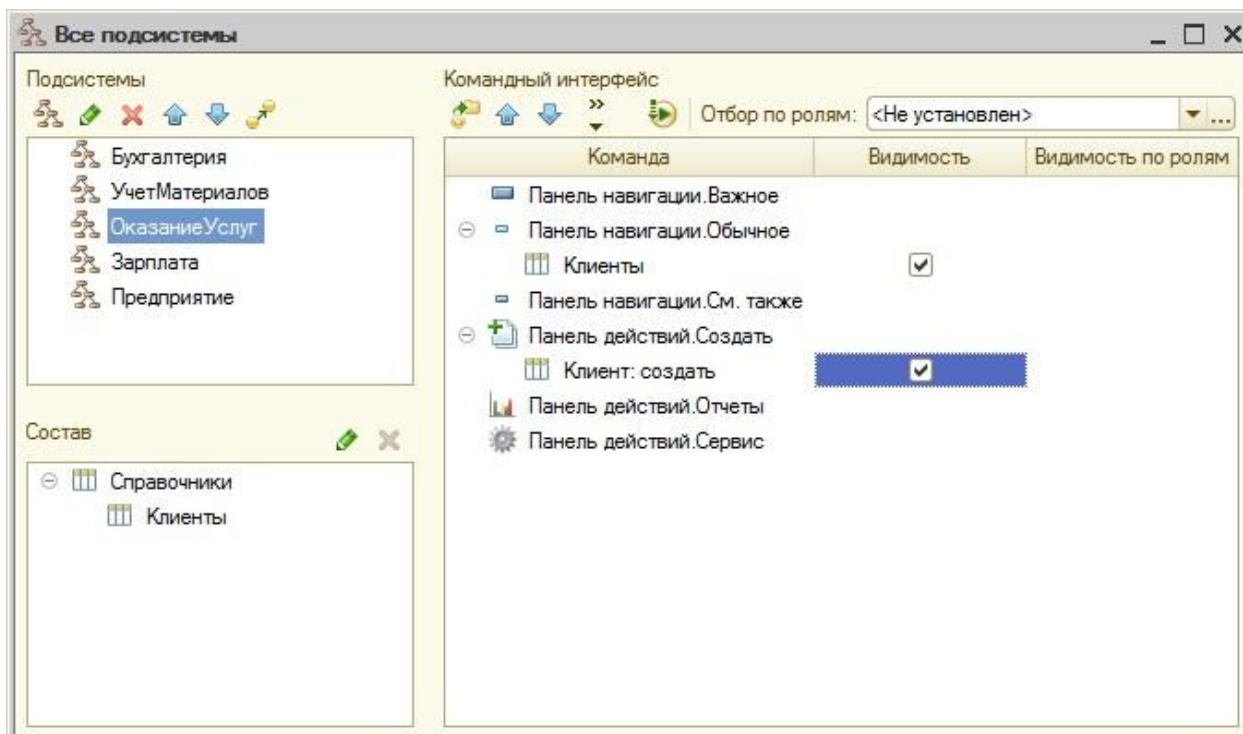 Все подсистемы
Подсистемы
Бухгалтерия
УчетМатериалов
ОказаниеУслуг
Зарплата
Предприятие
Состав
Справочники
Клиенты
Командный интерфейс
Отбор по ролям: <Не установлен>
Команда Видимость Видимость по ролям
Панель навигации.Важное
Панель навигации.Обычное
Клиенты
Панель навигации.См. также
Панель действий.Создать
Клиент: создать
Панель действий.Отчеты
Панель действий.Сервис